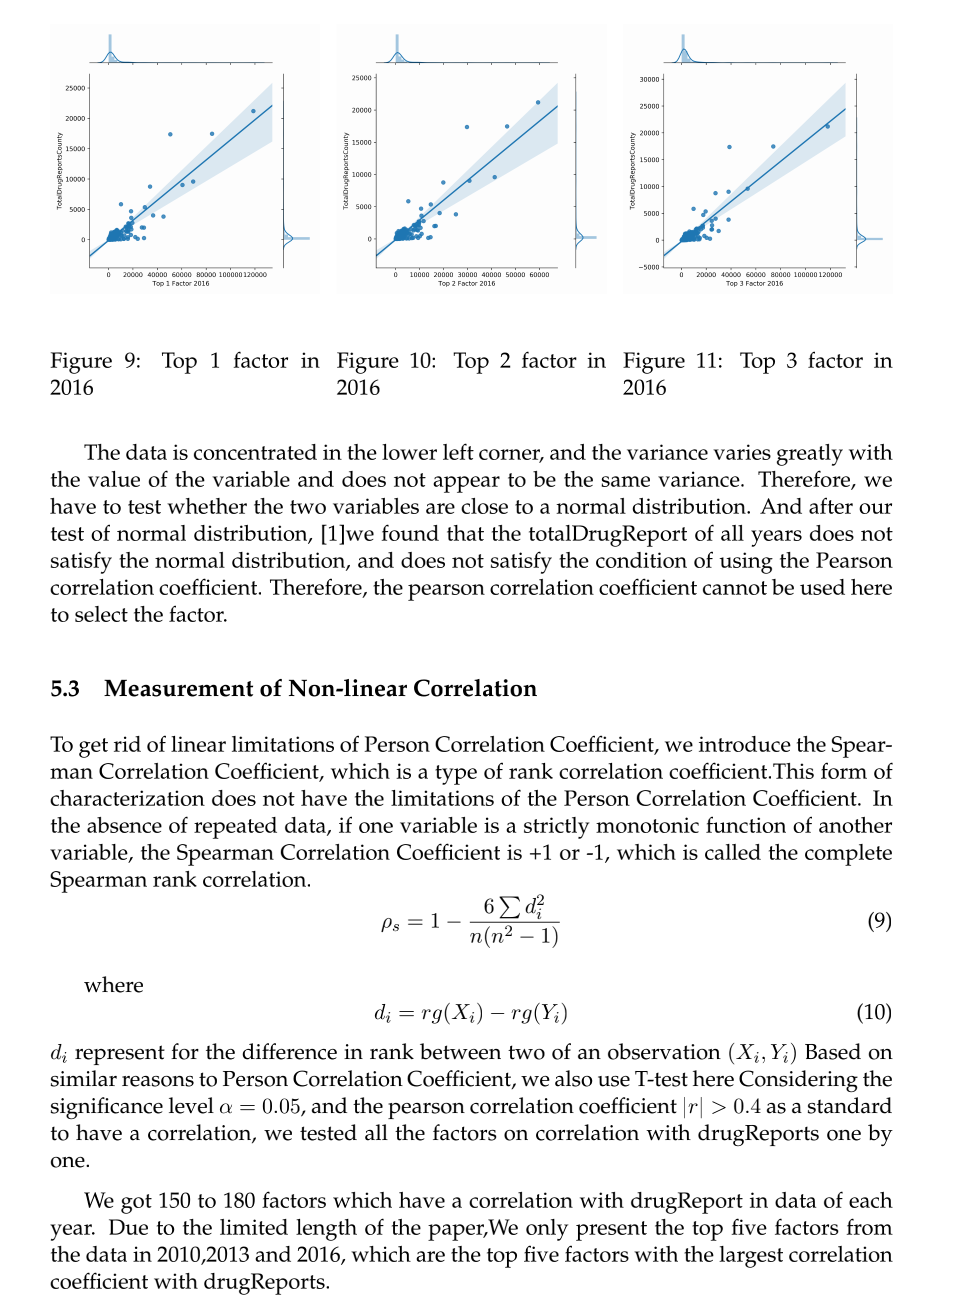 25000
20000
15000
10000
5000
0
TotalDrugReportsCounty
0 20000 40000 60000 80000 100000 120000
Top 1 Factor 2016
25000
20000
15000
10000
5000
0
TotalDrugReportsCounty
0 10000 20000 30000 40000 50000 60000
Top 2 Factor 2016
30000
25000
20000
15000
10000
5000
0
−5000
TotalDrugReportsCounty
0 20000 40000 60000 80000 100000 120000
Top 3 Factor 2016
Figure 9: Top 1 factor in
2016
Figure 10: Top 2 factor in
2016
Figure 11: Top 3 factor in
2016
The data is concentrated in the lower left corner, and the variance varies greatly with
the value of the variable and does not appear to be the same variance. Therefore, we
have to test whether the two variables are close to a normal distribution. And after our
test of normal distribution, [1]we found that the totalDrugReport of all years does not
satisfy the normal distribution, and does not satisfy the condition of using the Pearson
correlation coefficient. Therefore, the pearson correlation coefficient cannot be used here
to select the factor.
5.3 Measurement of Non-linear Correlation
To get rid of linear limitations of Person Correlation Coefficient, we introduce the Spear-
man Correlation Coefficient, which is a type of rank correlation coefficient.This form of
characterization does not have the limitations of the Person Correlation Coefficient. In
the absence of repeated data, if one variable is a strictly monotonic function of another
variable, the Spearman Correlation Coefficient is +1 or -1, which is called the complete
Spearman rank correlation.
ρ_s = 1 − 6 ∑ d_i^2 / n(n^2 − 1) (9)
where
d_i = rg(X_i) − rg(Y_i) (10)
d_i represent for the difference in rank between two of an observation (X_i, Y_i) Based on
similar reasons to Person Correlation Coefficient, we also use T-test here Considering the
significance level α = 0.05, and the pearson correlation coefficient |r| > 0.4 as a standard
to have a correlation, we tested all the factors on correlation with drugReports one by
one.
We got 150 to 180 factors which have a correlation with drugReport in data of each
year. Due to the limited length of the paper,We only present the top five factors from
the data in 2010,2013 and 2016, which are the top five factors with the largest correlation
coefficient with drugReports.